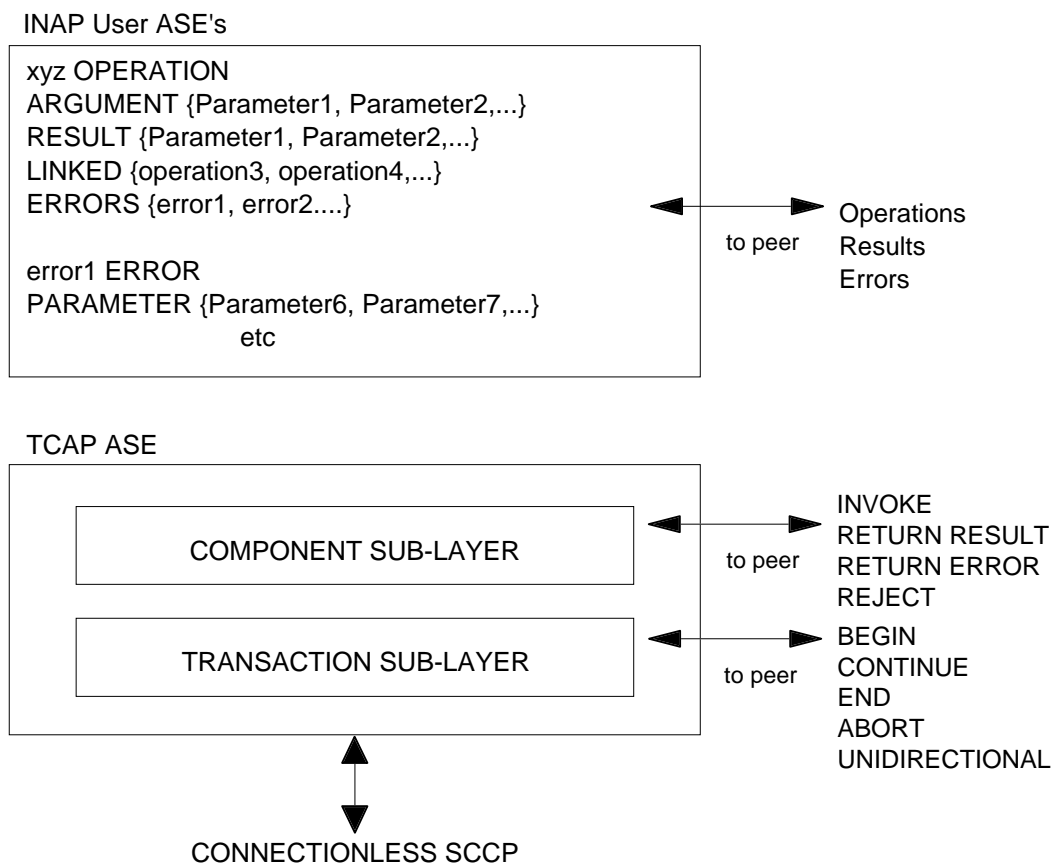 INAP User ASE's
xyz OPERATION
ARGUMENT {Parameter1, Parameter2,...}
RESULT {Parameter1, Parameter2,...}
LINKED {operation3, operation4,...}
ERRORS {error1, error2....}
error1 ERROR
PARAMETER {Parameter6, Parameter7,...}
etc
to peer
Operations
Results
Errors
TCAP ASE
COMPONENT SUB-LAYER
to peer
INVOKE
RETURN RESULT
RETURN ERROR
REJECT
TRANSACTION SUB-LAYER
to peer
BEGIN
CONTINUE
END
ABORT
UNIDIRECTIONAL
CONNECTIONLESS SCCP